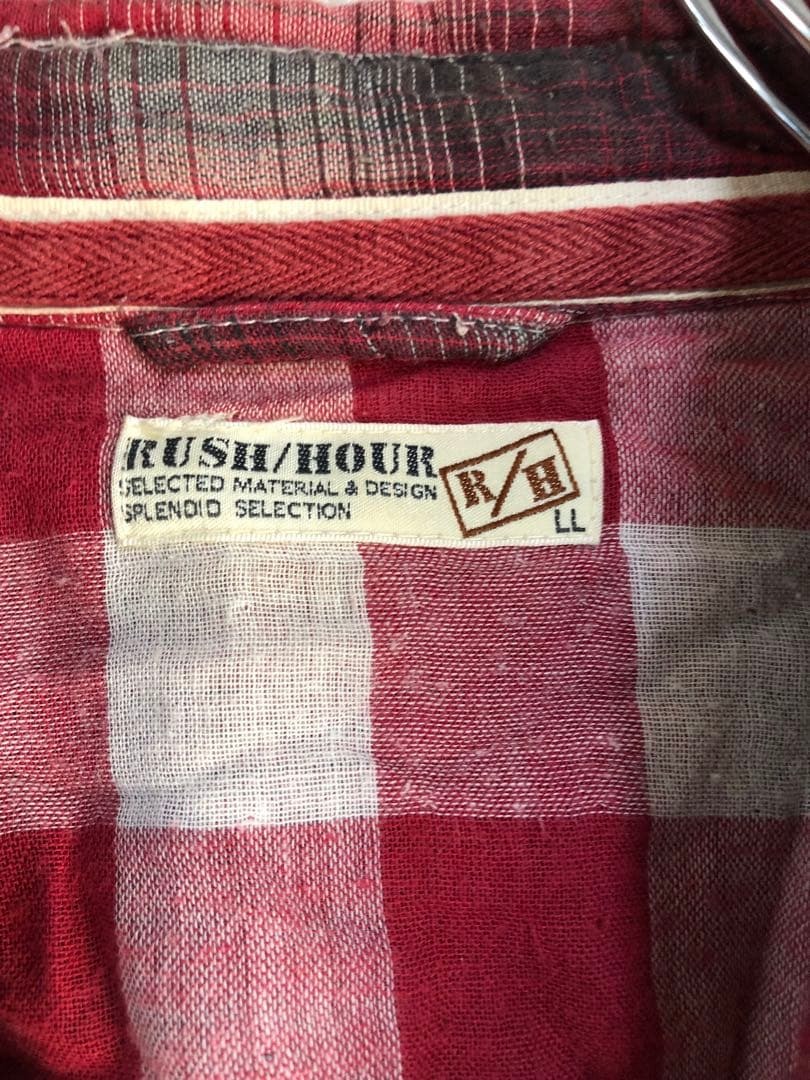 RUSH/HOUR
SELECTED MATERIAL & DESIGN
SPLENDID SELECTION
R/H
LL